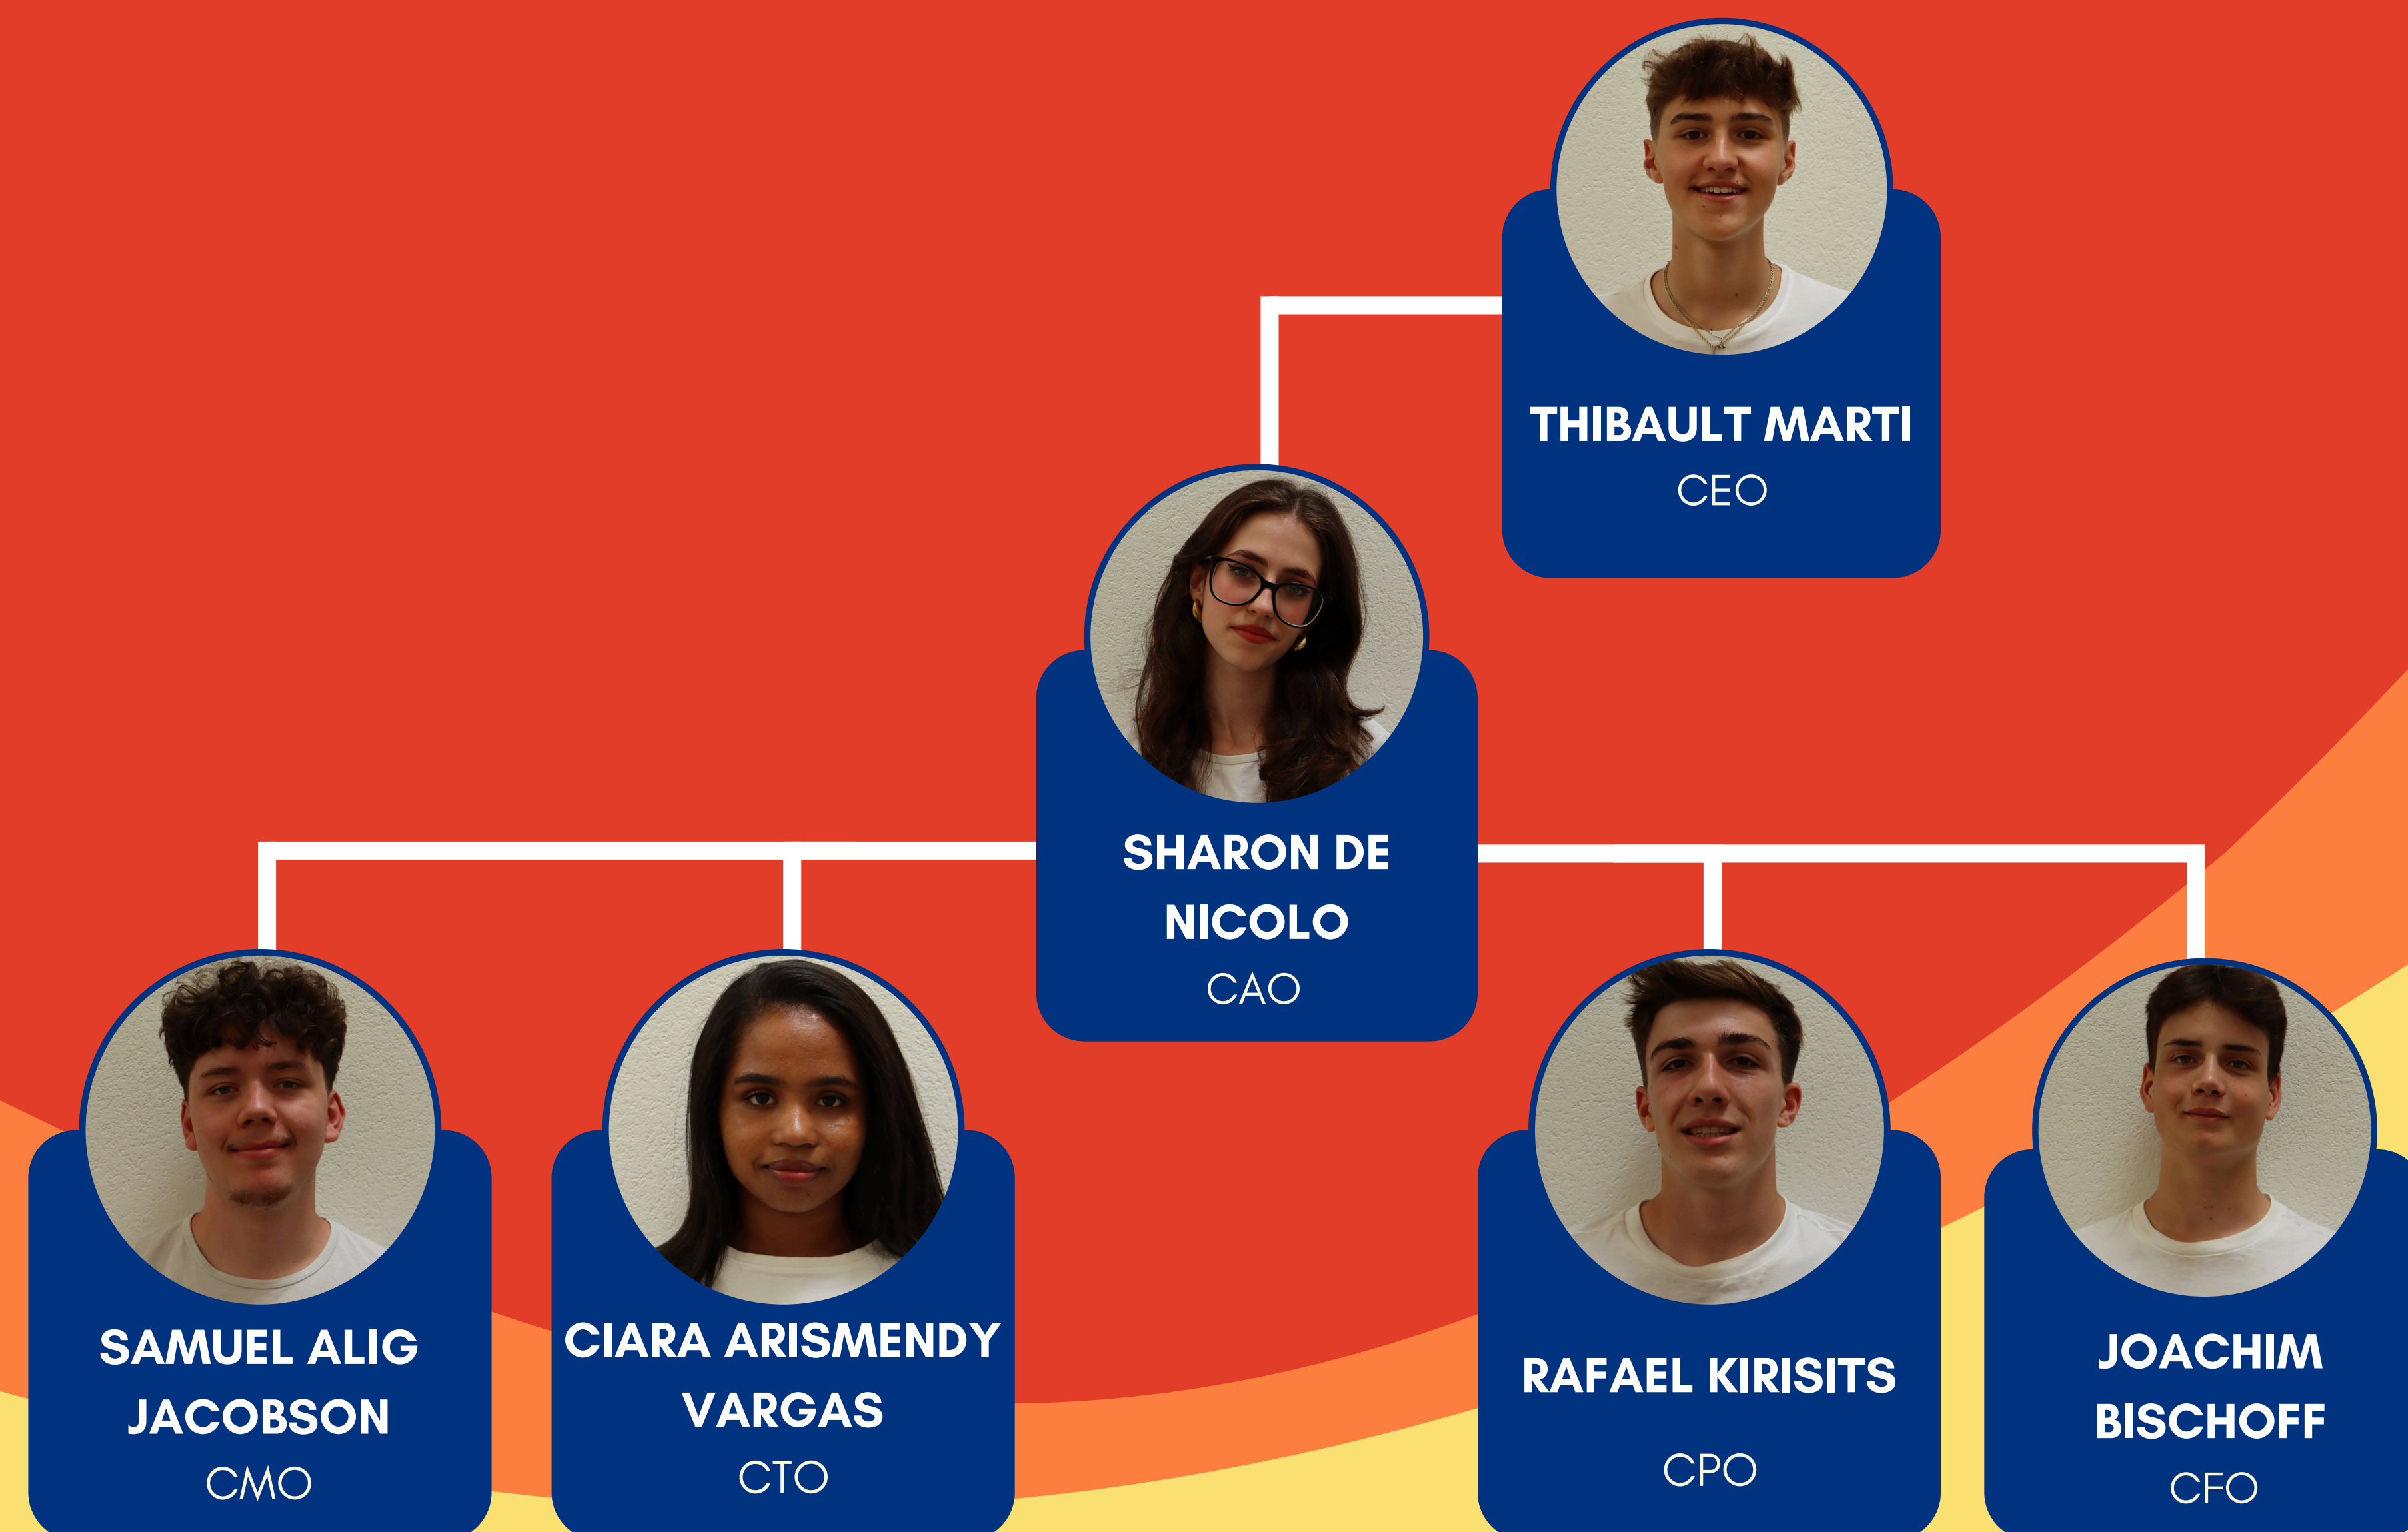 THIBAULT MARTI
CEO
SHARON DE
NICOLO
CAO
SAMUEL ALIG
JACOBSON
CMO
CIARA ARISMENDY
VARGAS
CTO
RAFAEL KIRISITS
CPO
JOACHIM
BISCHOFF
CFO